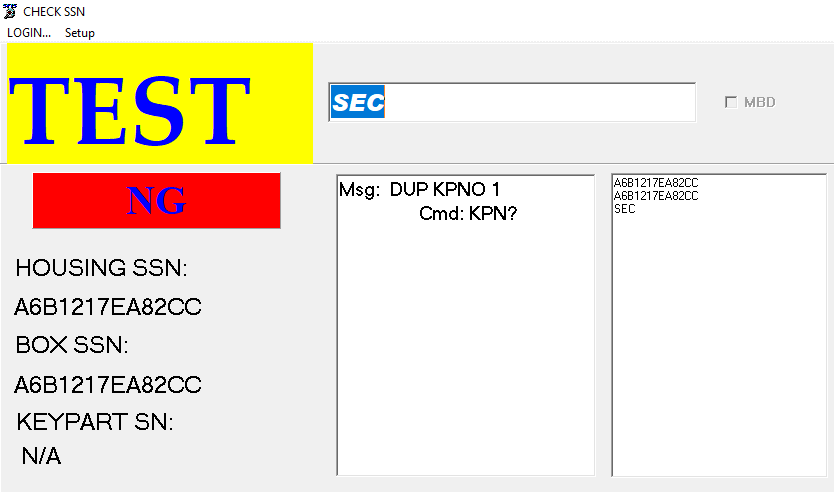 CHECK SSN
LOGIN... Setup
TEST
SEC
MBD
NG
HOUSING SSN:
A6B1217EA82CC
BOX SSN:
A6B1217EA82CC
KEYPART SN:
N/A
Msg: DUP KPNO 1
Cmd: KPN?
A6B1217EA82CC
A6B1217EA82CC
SEC